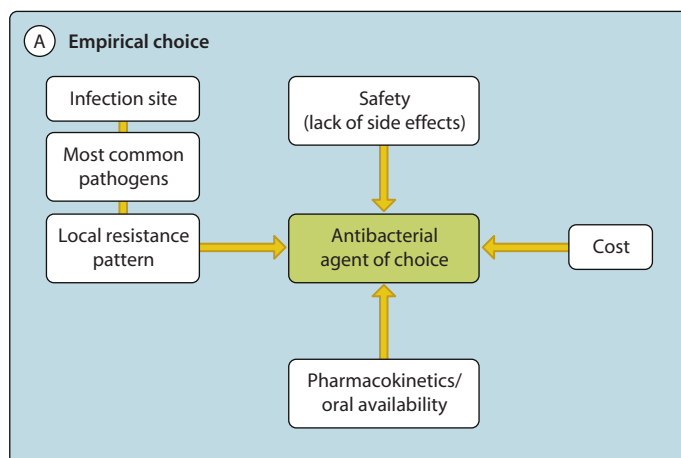 A Empirical choice
Infection site
Most common
pathogens
Local resistance
pattern
Safety
(lack of side effects)
Antibacterial
agent of choice
Cost
Pharmacokinetics/
oral availability